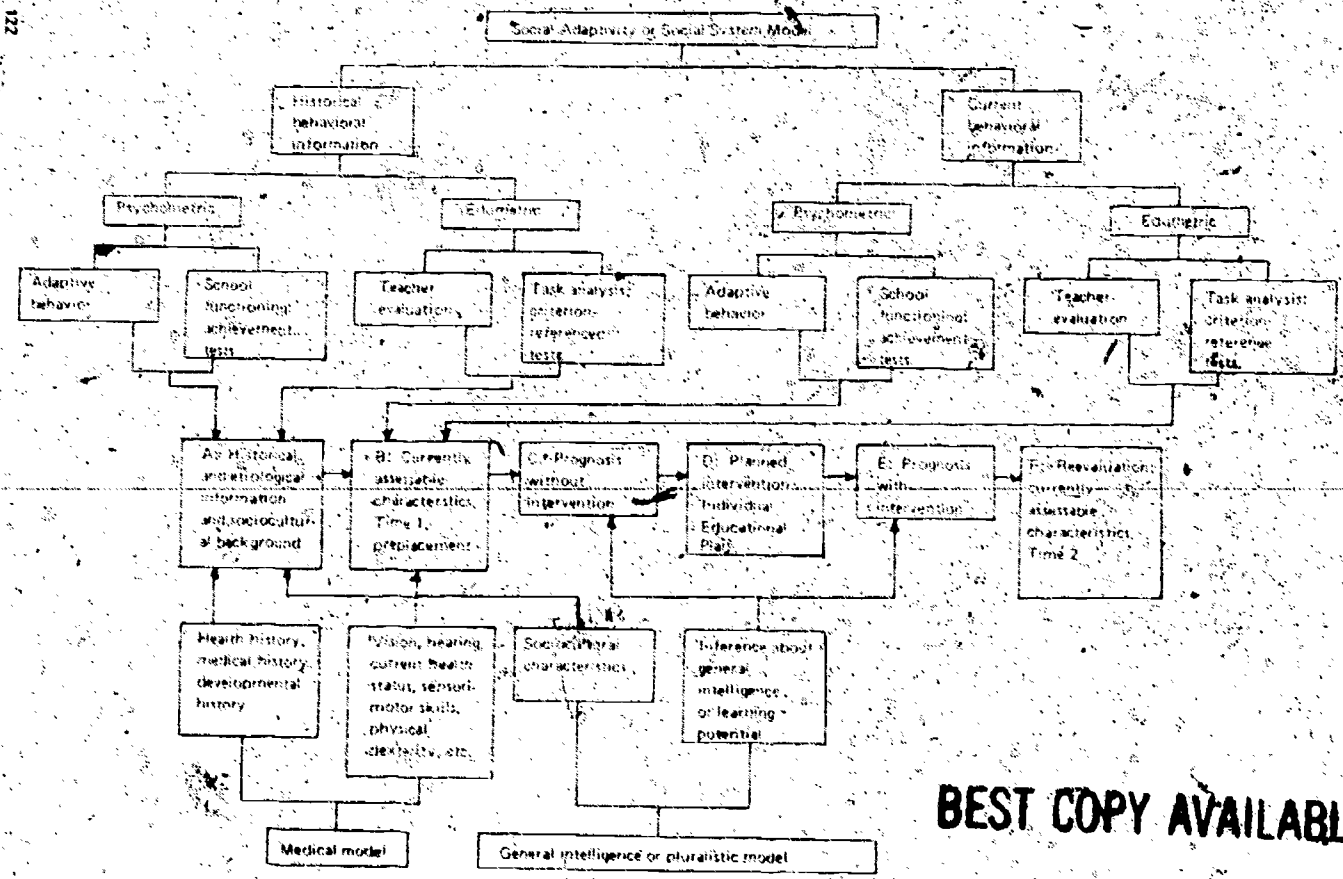 122
Social Adaptivity or Social System Model
Historical
behavioral
information
Current
behavioral
information
Psychometric
Edumetric
Psychometric
Edumetric
Adaptive
behavior
School
functioning:
achievement
tests
Teacher
evaluation
Task analysis:
criterion-
referenced
tests
Adaptive
behavior
School
functioning:
achievement
tests
Teacher
evaluation
Task analysis:
criterion-
reference
tests
A: Historical
and etiological
information
and sociocultur-
al background
B: Currently
assessable
characteristics,
Time 1,
preplacement
C: Prognosis
without
intervention
D: Planned
intervention:
Individual
Educational
Plan
E: Prognosis
with
intervention
F: Reevaluation:
currently
assessable
characteristics,
Time 2
Health history,
medical history,
developmental
history
Vision, hearing,
current health
status, sensori-
motor skills,
physical
dexterity, etc.
Sociocultural
characteristics
Inference about
general
intelligence
or learning
potential
Medical model
General intelligence or pluralistic model
BEST COPY AVAILABL